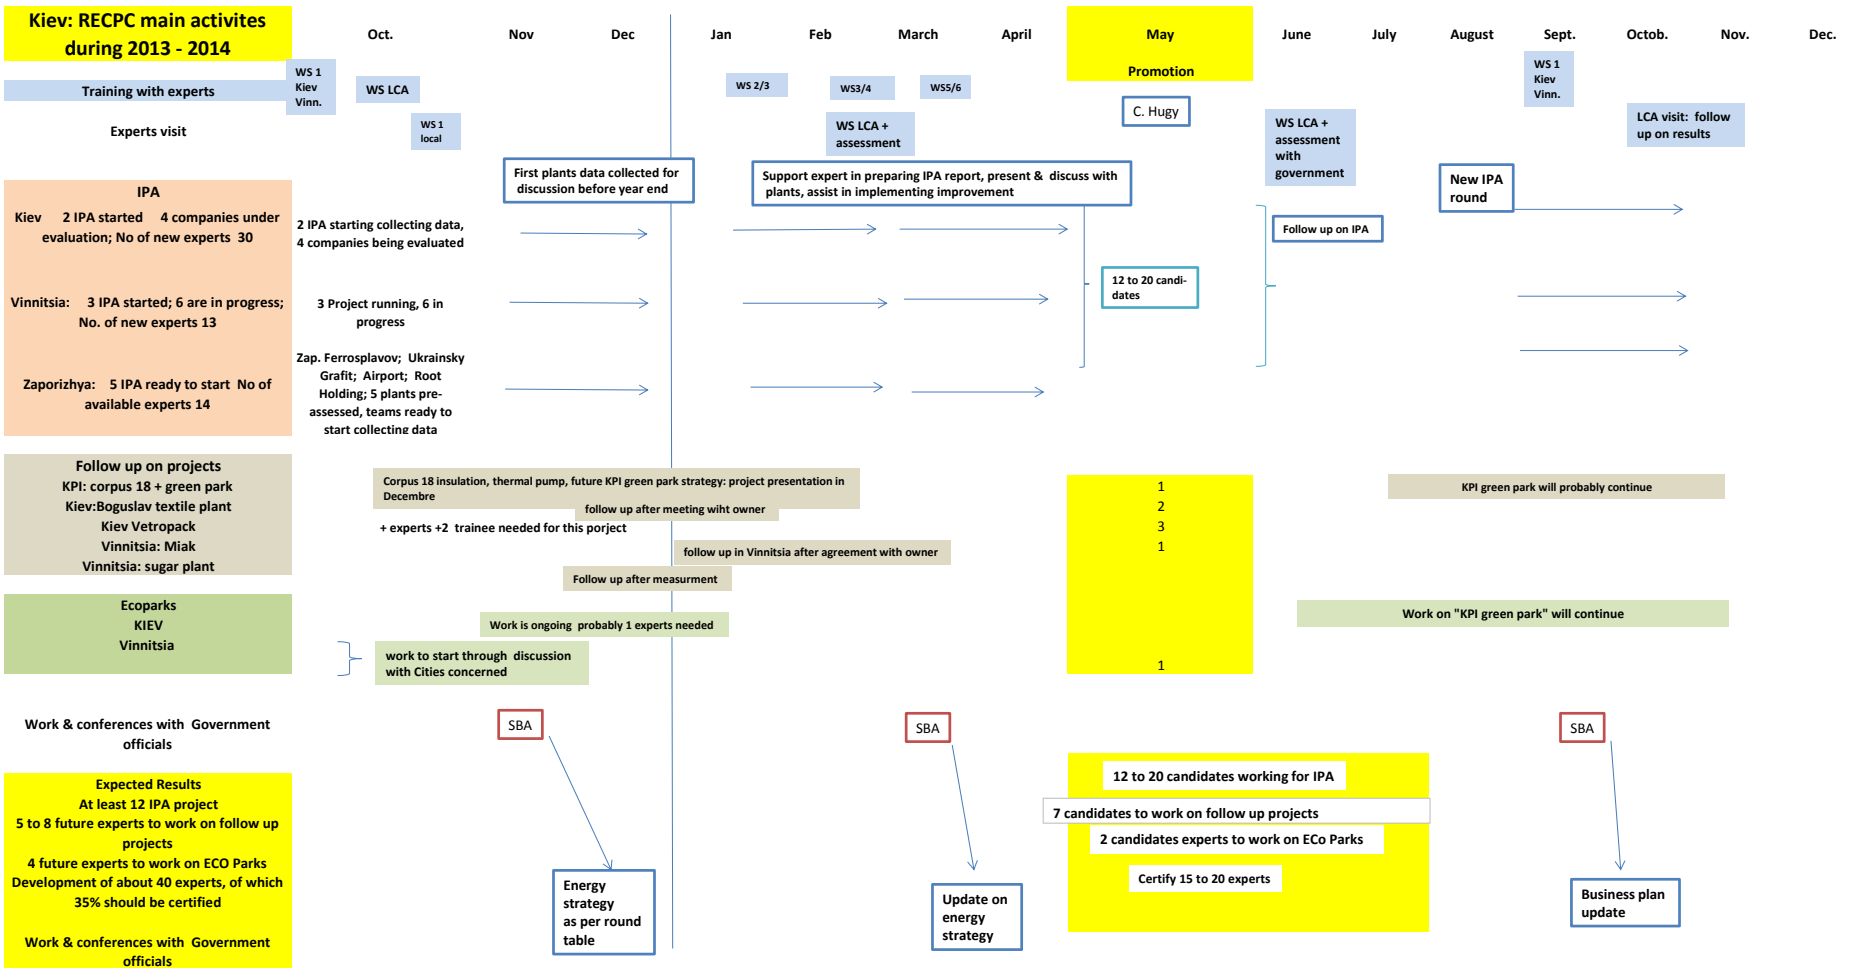 Kiev: RECPC main activites
during 2013 - 2014
Oct.
Nov
Dec
Jan
Feb
March
April
May
June
July
August
Sept.
Octob.
Nov.
Dec.
Promotion
Training with experts
WS 1
Kiev
Vinn.
WS LCA
WS 2/3
WS3/4
WS5/6
WS 1
Kiev
Vinn.
Experts visit
WS 1
local
WS LCA +
assessment
C. Hugy
WS LCA +
assessment
with
government
LCA visit:  follow
up on results
First plants data collected for
discussion before year end
Support expert in preparing IPA report, present &  discuss with
plants, assist in implementing improvement
New IPA
round
IPA
Kiev     2 IPA started     4 companies under
evaluation; No of new experts  30
2 IPA starting collecting data,
4 companies being evaluated
Follow up on IPA
Vinnitsia:    3 IPA started; 6 are in progress;
No. of new experts 13
3 Project running, 6 in
progress
12 to 20 candi-
dates
Zaporizhya:   5 IPA ready to start  No of
available experts 14
Zap. Ferrosplavov;  Ukrainsky
Grafit;  Airport;  Root
Holding; 5 plants pre-
assessed, teams ready to
start collecting data
Follow up on projects
KPI: corpus 18 + green park
Kiev:Boguslav textile plant
Kiev Vetropack
Vinnitsia: Miak
Vinnitsia: sugar plant
Corpus 18 insulation, thermal pump, future KPI green park strategy: project presentation in
Decembre
follow up after meeting wiht owner
+ experts +2  trainee needed for this porject
follow up in Vinnitsia after agreement with owner
Follow up after measurment
1
2
3
1
KPI green park will probably continue
Ecoparks
KIEV
Vinnitsia
Work is ongoing  probably 1 experts needed
work to start through  discussion
with Cities concerned
1
Work on "KPI green park" will continue
Work & conferences with  Government
officials
SBA
SBA
SBA
Expected Results
At least 12 IPA project
5 to 8 future experts to work on follow up
projects
4 future experts to work on ECO Parks
Development of about 40 experts, of which
35% should be certified
Work & conferences with  Government
officials
Energy
strategy
as per round
table
Update on
energy
strategy
12 to 20 candidates working for IPA
7 candidates to work on follow up projects
2 candidates experts to work on ECo Parks
Certify 15 to 20 experts
Business plan
update